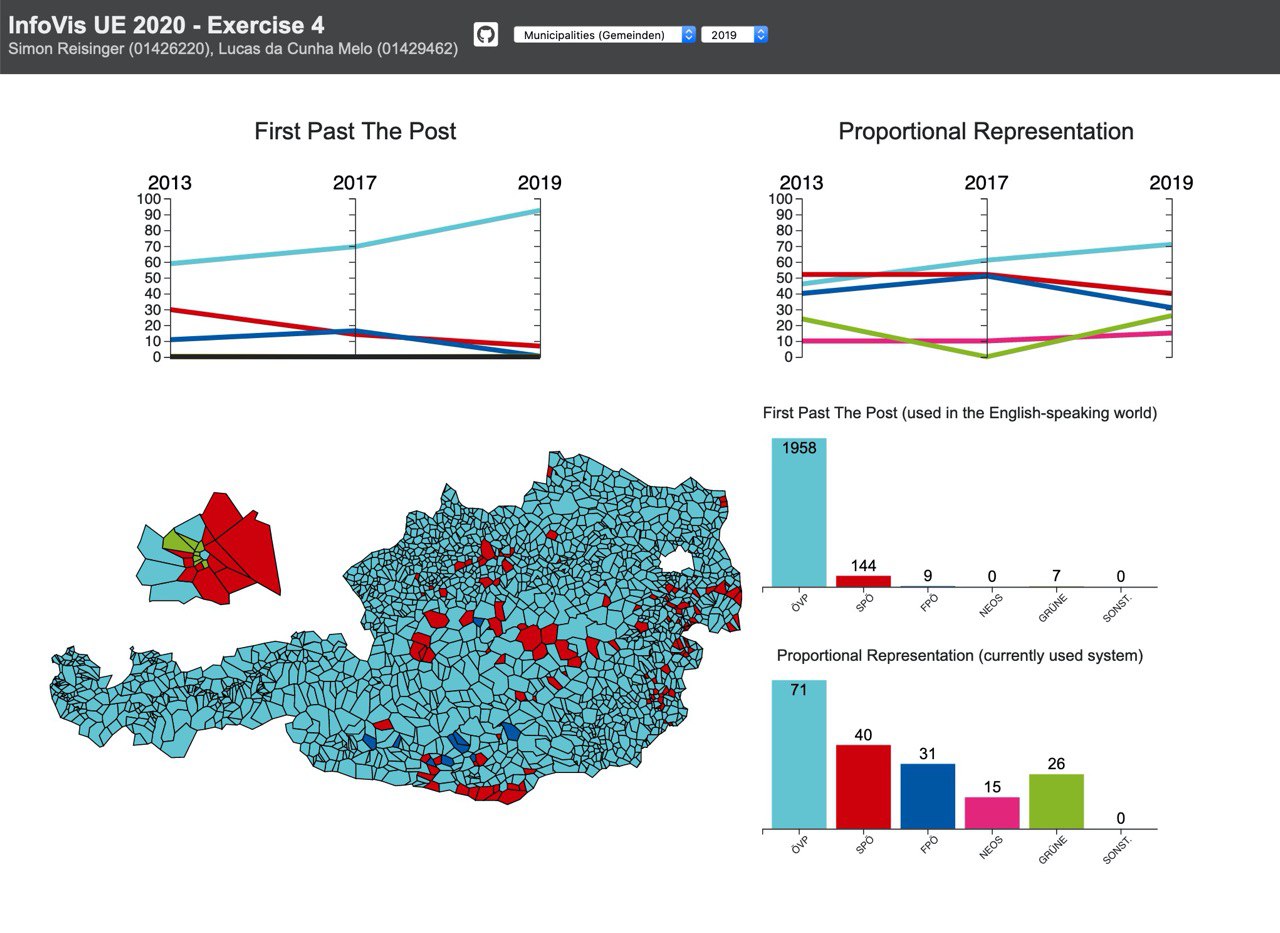 InfoVis UE 2020 - Exercise 4
Simon Reisinger (01426220), Lucas da Cunha Melo (01429462)
Municipalities (Gemeinden)
2019
First Past The Post
2013 2017 2019
100
90
80
70
60
50
40
30
20
10
0
Proportional Representation
2013 2017 2019
100
90
80
70
60
50
40
30
20
10
0
First Past The Post (used in the English-speaking world)
1958 144 9 0 7 0
ÖVP SPÖ FPÖ NEOS GRÜNE SONST.
Proportional Representation (currently used system)
71 40 31 15 26 0
ÖVP SPÖ FPÖ NEOS GRÜNE SONST.